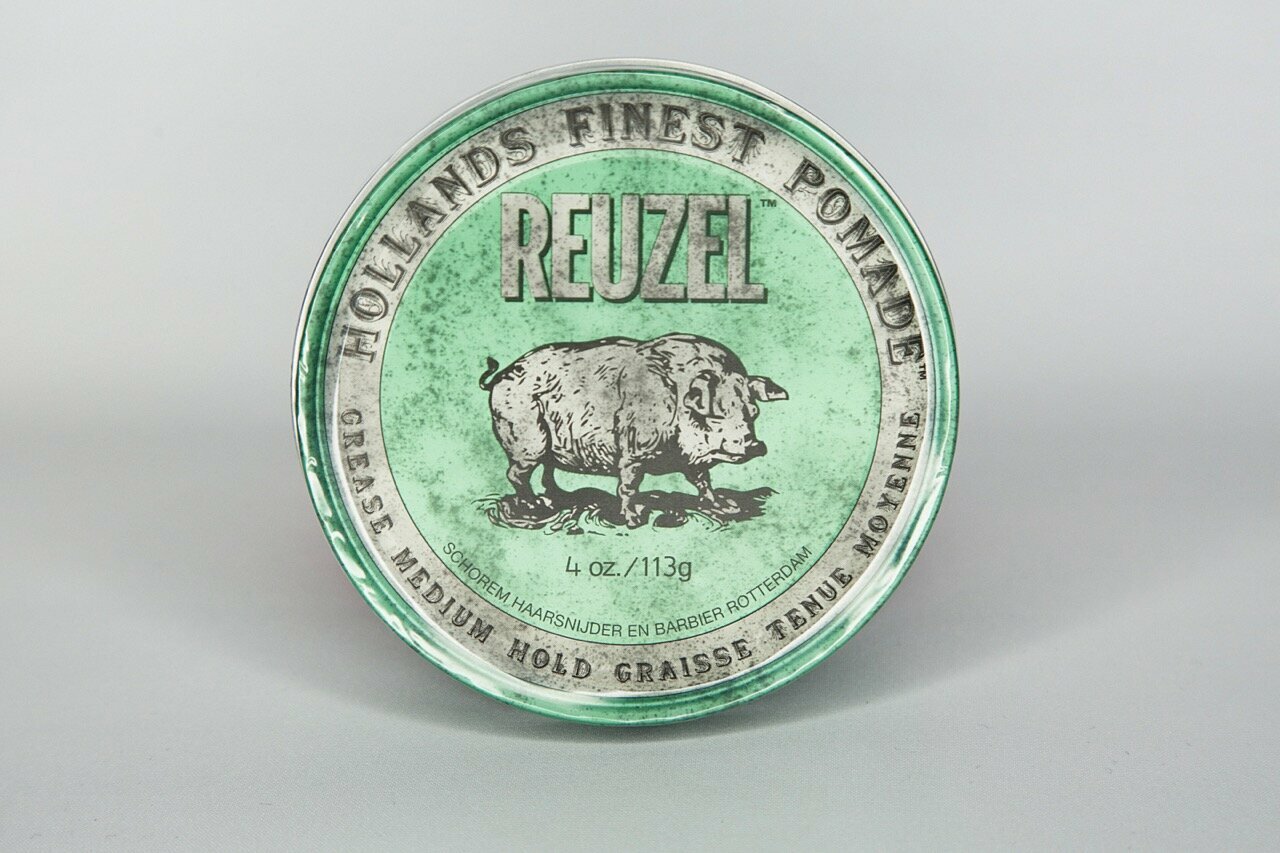 HOLLANDS FINEST POMADE™
REUZEL™
4 oz./113g
SCHOREM HAARSNIJDER EN BARBIER ROTTERDAM
GREASE MEDIUM HOLD GRAISSE TENUE MOYENNE